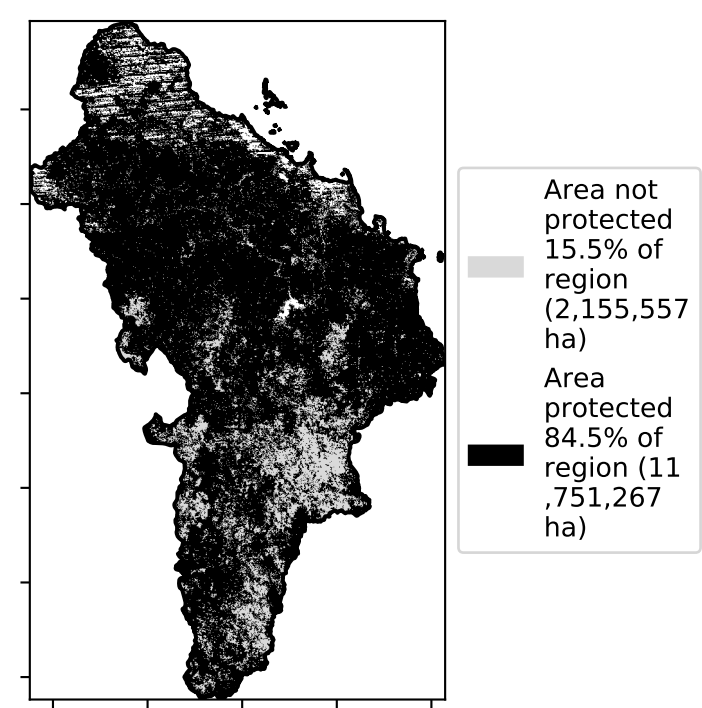 Area not
protected
15.5% of
region
(2,155,557
ha)
Area
protected
84.5% of
region (11
,751,267
ha)